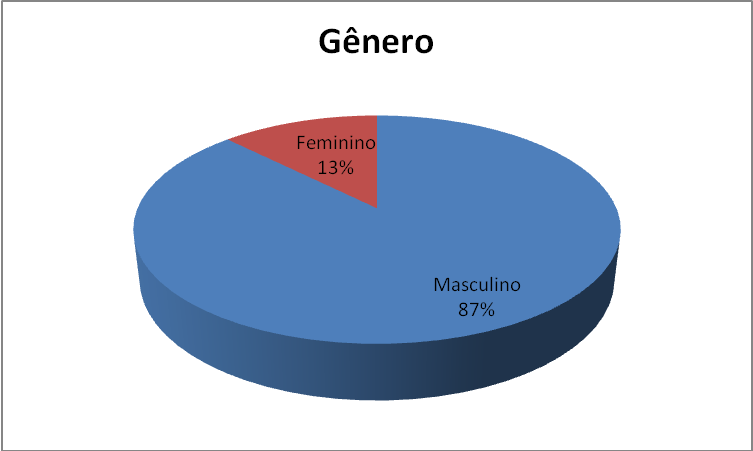 Gênero
Feminino
13%
Masculino
87%